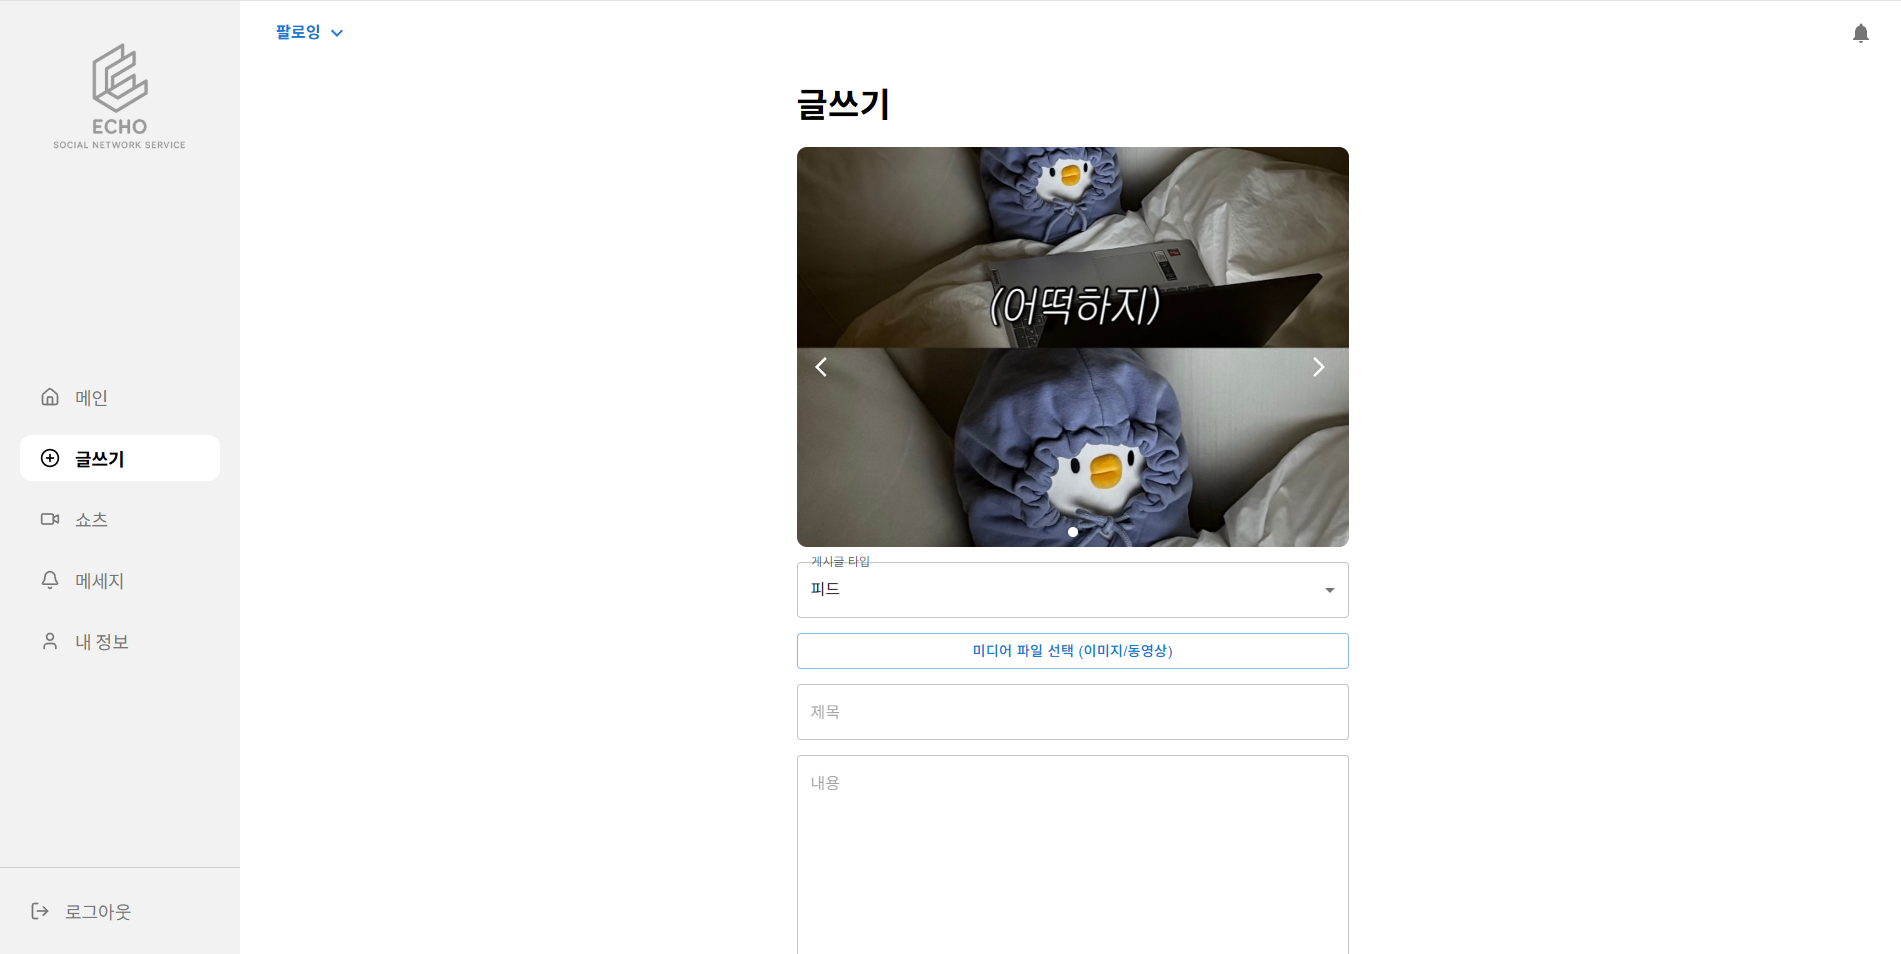 ECHO
SOCIAL NETWORK SERVICE
메인
글쓰기
쇼츠
메세지
내 정보
로그아웃
팔로잉
글쓰기
(어떡하지)
게시글 타입
피드
미디어 파일 선택 (이미지/동영상)
제목
내용